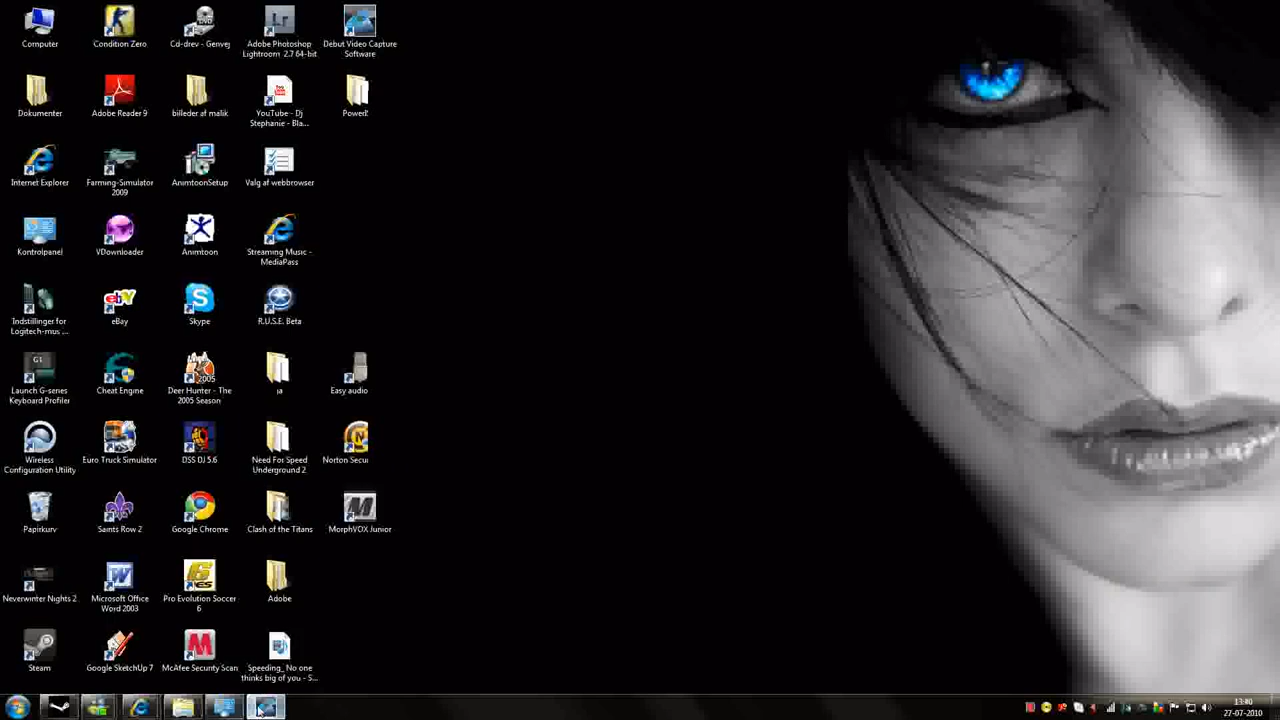 Computer
Condition Zero
Cd-drev - Genvej
Adobe Photoshop
Lightroom 2.7 64-bit
Debut Video Capture
Software
Dokumenter
Adobe Reader 9
billeder af malik
YouTube - Dj
Stephanie - Bla...
Internet Explorer
Farming-Simulator
2009
AnimtoonSetup
Valg af webbrowser
Kontrolpanel
VDownloader
Animtoon
Streaming Music -
MediaPass
Indstillinger for
Logitech-mus ...
eBay
Skype
R.U.S.E. Beta
Launch G-series
Keyboard Profiler
Cheat Engine
Deer Hunter - The
2005 Season
ja
Easy audio
Wireless
Configuration Utility
Euro Truck Simulator
DSS DJ 5.6
Need For Speed
Underground 2
Norton Secu
Papirkurv
Saints Row 2
Google Chrome
Clash of the Titans
MorphVOX Junior
Neverwinter Nights 2
Microsoft Office
Word 2003
Pro Evolution Soccer
6
Adobe
Steam
Google SketchUp 7
McAfee Security Scan
Speeding_ No one
thinks big of you - S...
13:40
27-07-2010